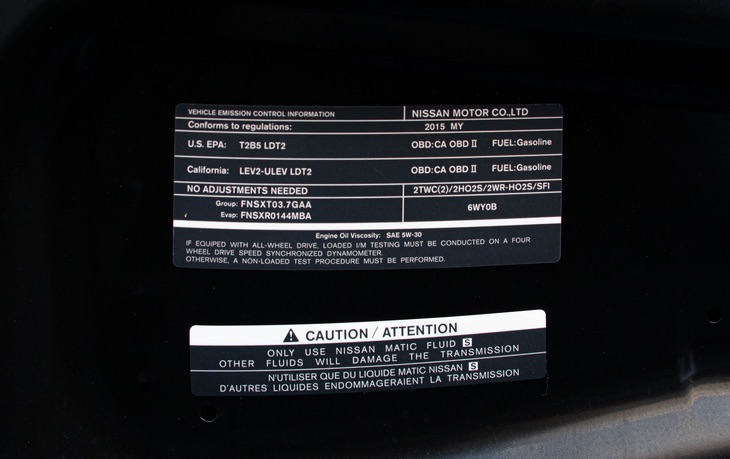 VEHICLE EMISSION CONTROL INFORMATION NISSAN MOTOR CO.,LTD
Conforms to regulations: 2015 MY
U.S. EPA: T2B5 LDT2 OBD:CA OBD II FUEL:Gasoline
California: LEV2-ULEV LDT2 OBD:CA OBD II FUEL:Gasoline
NO ADJUSTMENTS NEEDED 2TWC(2)/2HO2S/2WR-HO2S/SFI
Group: FNSXT03.7GAA 6WY0B
Evap: FNSXR0144MBA
Engine Oil Viscosity: SAE 5W-30
IF EQUIPED WITH ALL-WHEEL DRIVE, LOADED I/M TESTING MUST BE CONDUCTED ON A FOUR
WHEEL DRIVE SPEED SYNCHRONIZED DYNAMOMETER.
OTHERWISE, A NON-LOADED TEST PROCEDURE MUST BE PERFORMED.
CAUTION / ATTENTION
ONLY USE NISSAN MATIC FLUID S
OTHER FLUIDS WILL DAMAGE THE TRANSMISSION
N'UTILISER QUE DU LIQUIDE MATIC NISSAN S
D'AUTRES LIQUIDES ENDOMMAGERAIENT LA TRANSMISSION